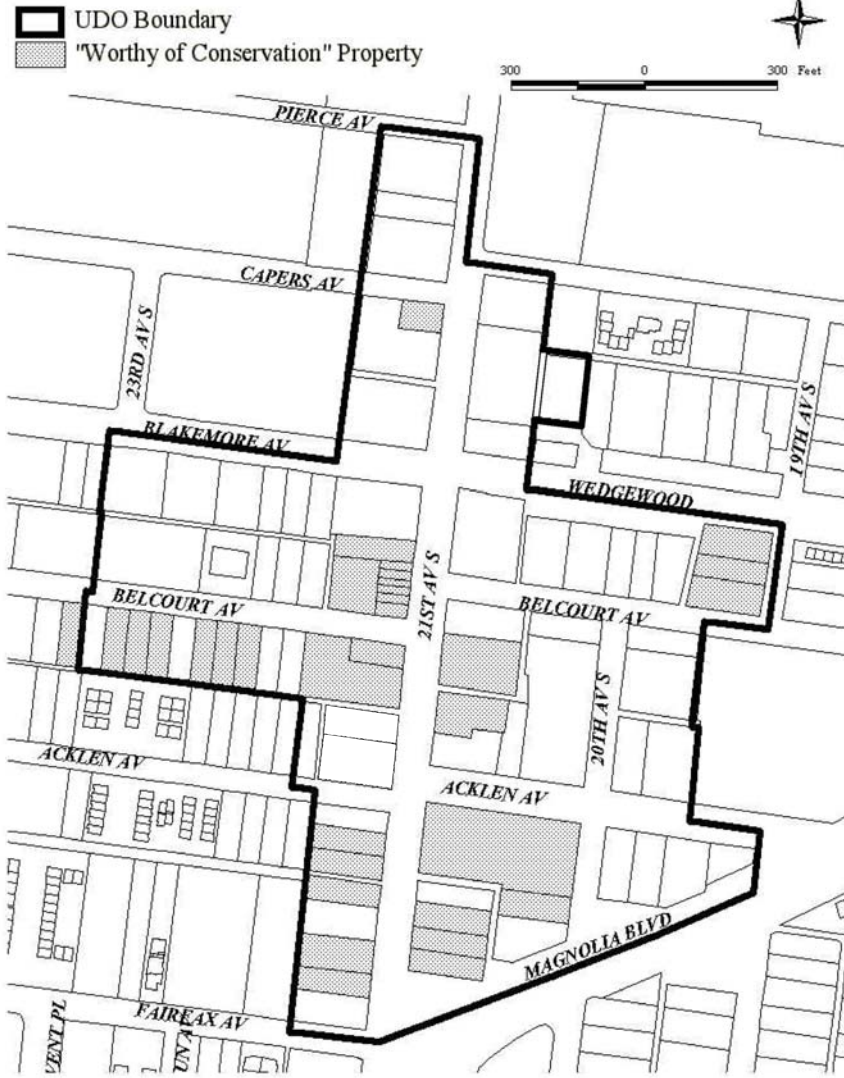 UDO Boundary
"Worthy of Conservation" Property
300 0 300 Feet
PIERCE AV
CAPERS AV
23RD AV S
BLAKEMORE AV
19TH AV S
WEDGEWOOD
21ST AV S
BELCOURT AV
BELCOURT AV
20TH AV S
ACKLEN AV
ACKLEN AV
MAGNOLIA BLVD
FAIRFAX AV
VENT PL
UN AV